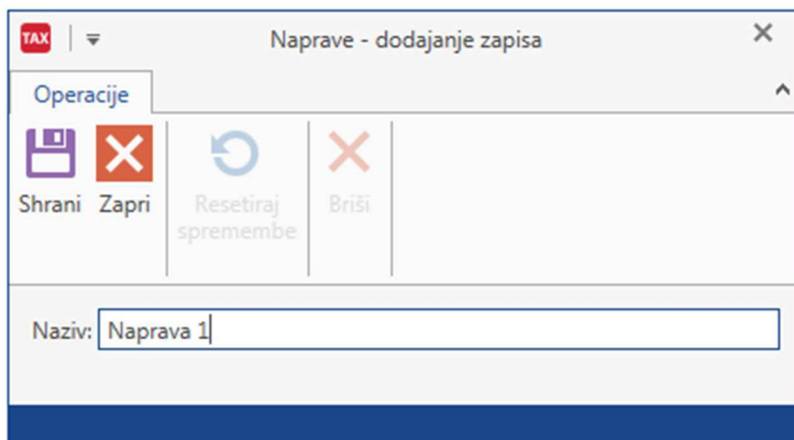 TAX
Naprave - dodajanje zapisa
Operacije
Shrani Zapri Resetiraj spremembe Briši
Naziv: Naprava 1